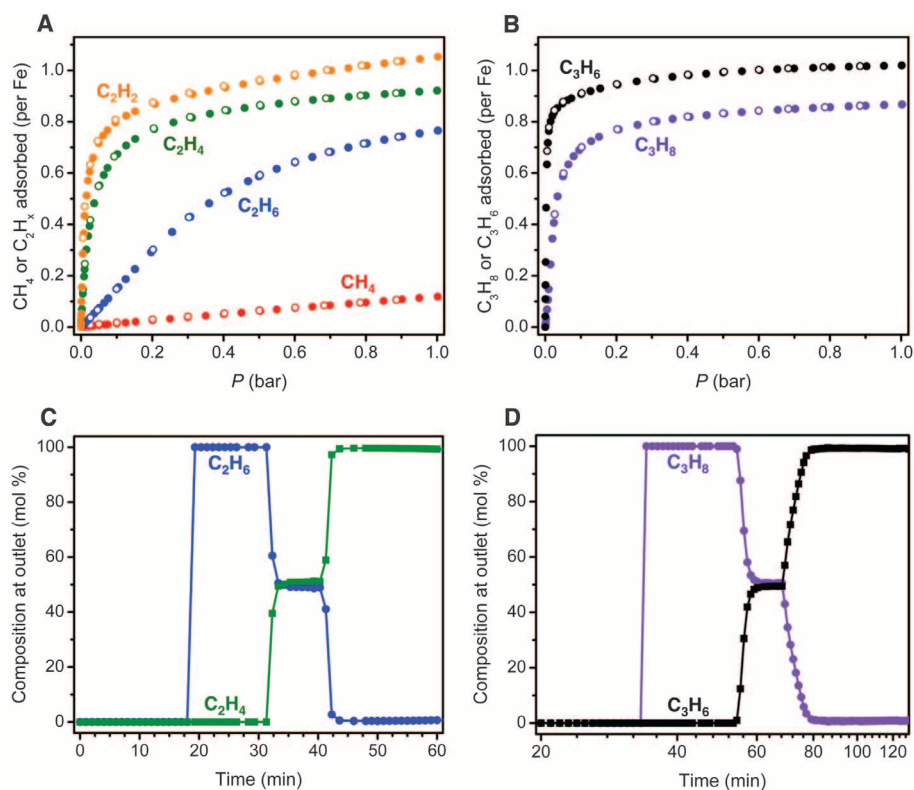 A
CH₄ or C₂Hₓ adsorbed (per Fe)
1.0
0.8
0.6
0.4
0.2
0.0
C₂H₂
C₂H₄
C₂H₆
CH₄
0.0 0.2 0.4 0.6 0.8 1.0
P (bar)
B
C₃H₈ or C₃H₆ adsorbed (per Fe)
1.0
0.8
0.6
0.4
0.2
0.0
C₃H₆
C₃H₈
0.0 0.2 0.4 0.6 0.8 1.0
P (bar)
C
Composition at outlet (mol %)
100
80
60
40
20
0
C₂H₆
C₂H₄
0 10 20 30 40 50 60
Time (min)
D
Composition at outlet (mol %)
100
80
60
40
20
0
C₃H₈
C₃H₆
20 40 60 80 100 120
Time (min)